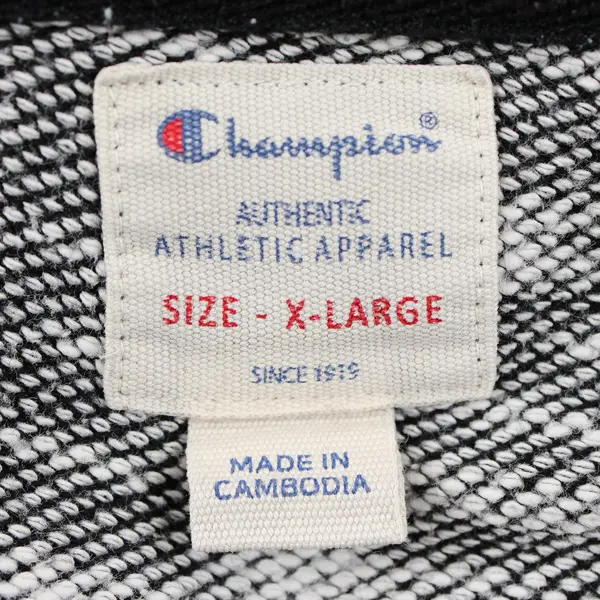 Champion®
AUTHENTIC
ATHLETIC APPAREL
SIZE - X-LARGE
SINCE 1919
MADE IN
CAMBODIA